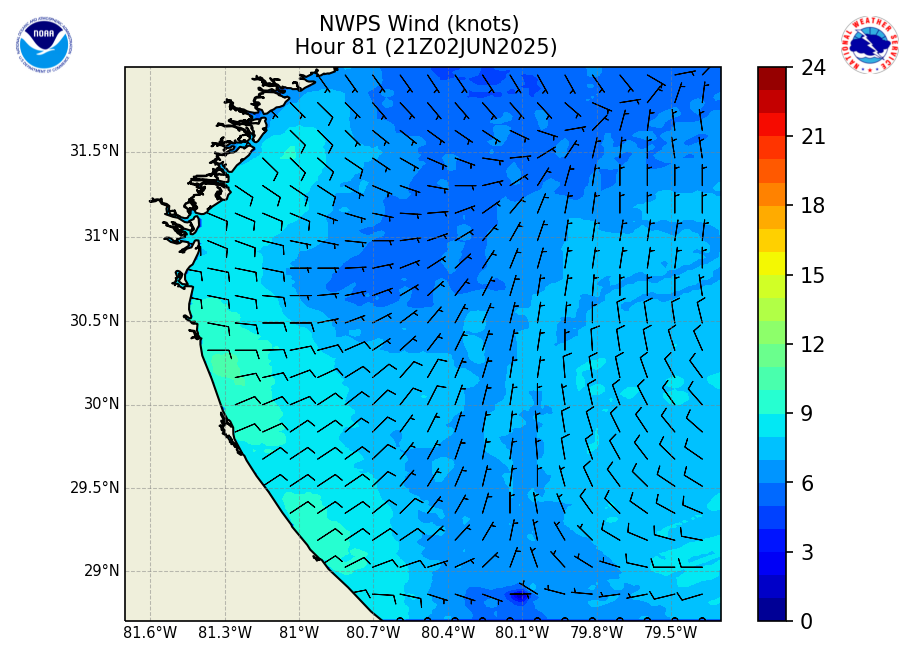 NWPS Wind (knots)
Hour 81 (21Z02JUN2025)
NOAA
NATIONAL WEATHER SERVICE
31.5°N
31°N
30.5°N
30°N
29.5°N
29°N
81.6°W 81.3°W 81°W 80.7°W 80.4°W 80.1°W 79.8°W 79.5°W
24
21
18
15
12
9
6
3
0